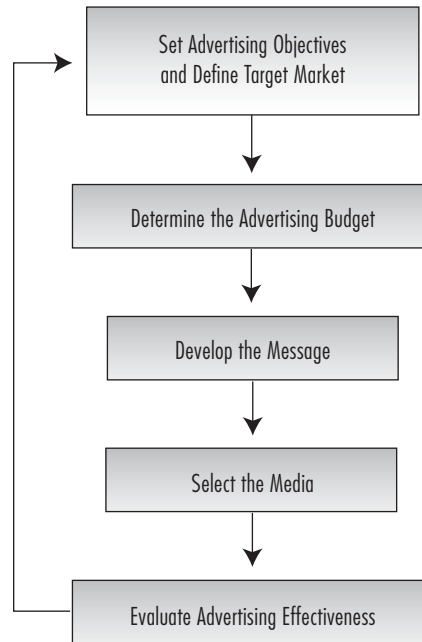 Set Advertising Objectives
and Define Target Market
Determine the Advertising Budget
Develop the Message
Select the Media
Evaluate Advertising Effectiveness